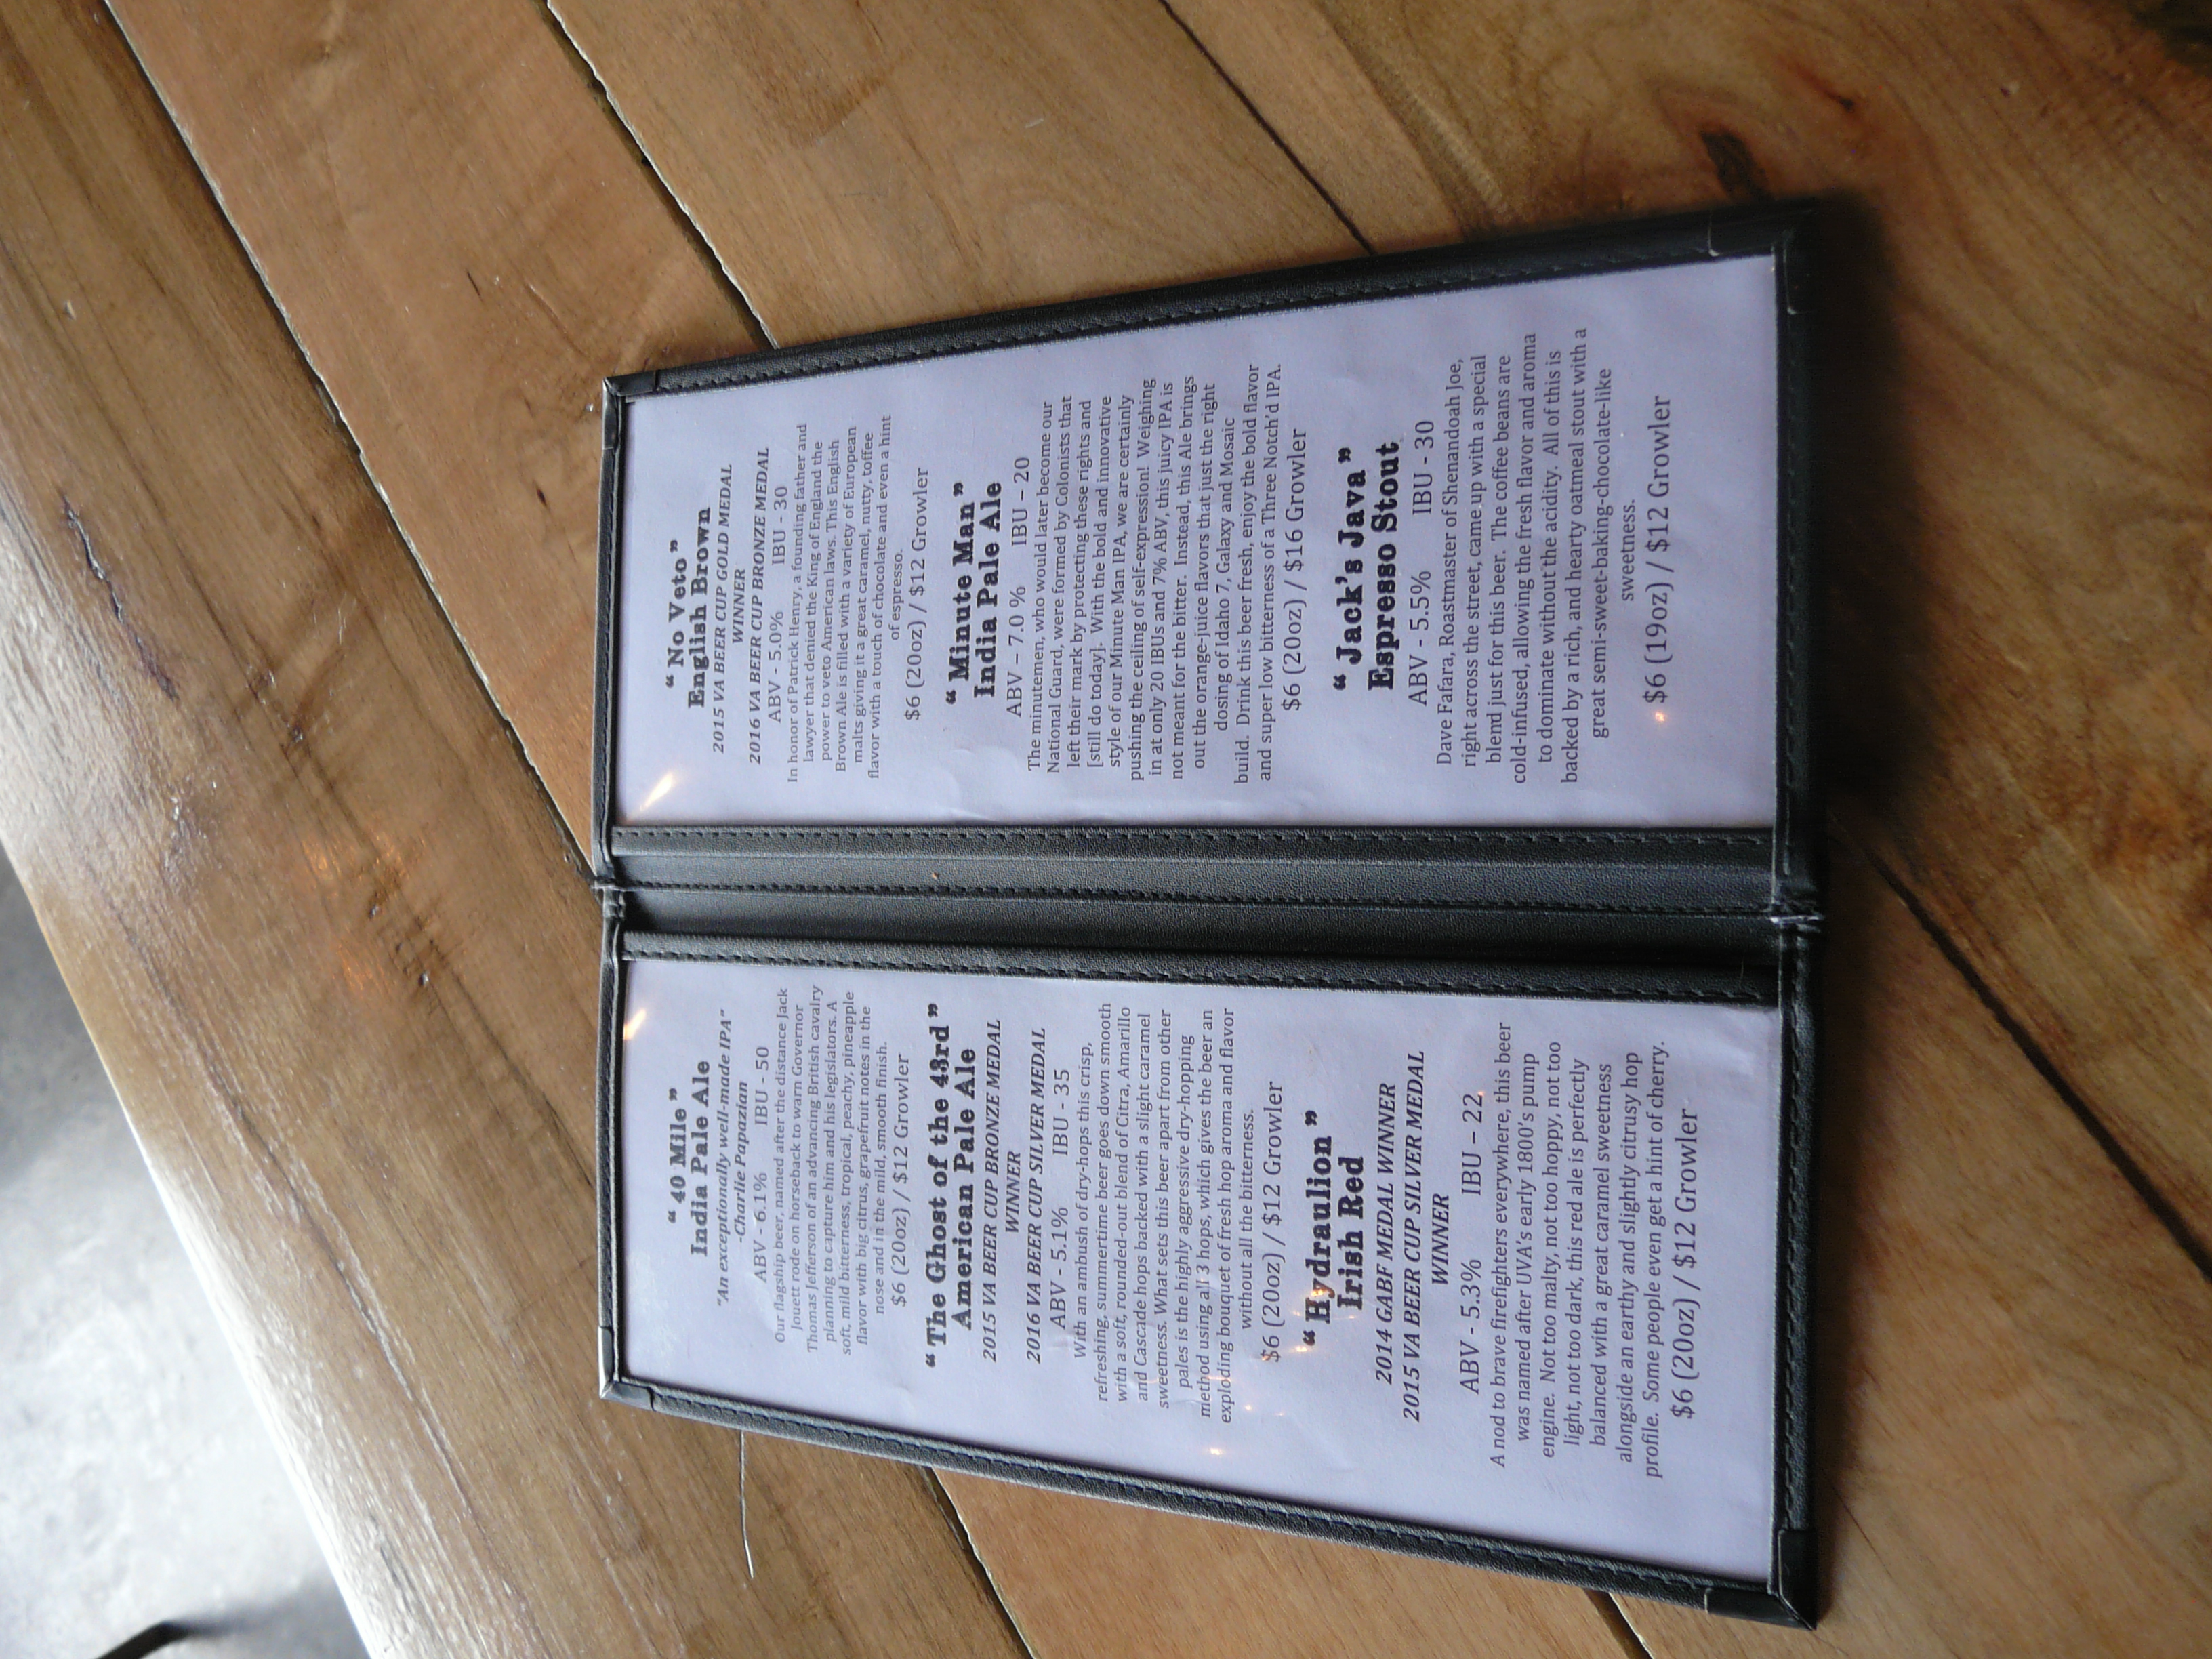 “ 40 Mile ”
India Pale Ale
“An exceptionally well-made IPA”
-Charlie Papazian
ABV - 6.1% IBU - 50
Our flagship beer, named after the distance Jack
Jouett rode on horseback to warn Governor
Thomas Jefferson of an advancing British cavalry
planning to capture him and his legislators. A
soft, mild bitterness, tropical, peachy, pineapple
flavor with big citrus, grapefruit notes in the
nose and in the mild, smooth finish.
$6 (20oz) / $12 Growler
“ The Ghost of the 43rd ”
American Pale Ale
2015 VA BEER CUP BRONZE MEDAL
WINNER
2016 VA BEER CUP SILVER MEDAL
ABV - 5.1% IBU - 35
With an ambush of dry-hops this crisp,
refreshing, summertime beer goes down smooth
with a soft, rounded-out blend of Citra, Amarillo
and Cascade hops backed with a slight caramel
sweetness. What sets this beer apart from other
pales is the highly aggressive dry-hopping
method using all 3 hops, which gives the beer an
exploding bouquet of fresh hop aroma and flavor
without all the bitterness.
$6 (20oz) / $12 Growler
“ Hydraulion ”
Irish Red
2014 GABF MEDAL WINNER
2015 VA BEER CUP SILVER MEDAL
WINNER
ABV - 5.3% IBU – 22
A nod to brave firefighters everywhere, this beer
was named after UVA’s early 1800’s pump
engine. Not too malty, not too hoppy, not too
light, not too dark, this red ale is perfectly
balanced with a great caramel sweetness
alongside an earthy and slightly citrusy hop
profile. Some people even get a hint of cherry.
$6 (20oz) / $12 Growler
“ No Veto ”
English Brown
2015 VA BEER CUP GOLD MEDAL
WINNER
2016 VA BEER CUP BRONZE MEDAL
ABV - 5.0% IBU - 30
In honor of Patrick Henry, a founding father and
lawyer that denied the King of England the
power to veto American laws. This English
Brown Ale is filled with a variety of European
malts giving it a great caramel, nutty, toffee
flavor with a touch of chocolate and even a hint
of espresso.
$6 (20oz) / $12 Growler
“ Minute Man ”
India Pale Ale
ABV – 7.0 % IBU – 20
The minutemen, who would later become our
National Guard, were formed by Colonists that
left their mark by protecting these rights and
[still do today]. With the bold and innovative
style of our Minute Man IPA, we are certainly
pushing the ceiling of self-expression! Weighing
in at only 20 IBUs and 7% ABV, this juicy IPA is
not meant for the bitter. Instead, this Ale brings
out the orange-juice flavors that just the right
dosing of Idaho 7, Galaxy and Mosaic
build. Drink this beer fresh, enjoy the bold flavor
and super low bitterness of a Three Notch’d IPA.
$6 (20oz) / $16 Growler
“ Jack’s Java ”
Espresso Stout
ABV - 5.5% IBU - 30
Dave Fafara, Roastmaster of Shenandoah Joe,
right across the street, came up with a special
blend just for this beer. The coffee beans are
cold-infused, allowing the fresh flavor and aroma
to dominate without the acidity. All of this is
backed by a rich, and hearty oatmeal stout with a
great semi-sweet-baking-chocolate-like
sweetness.
$6 (19oz) / $12 Growler